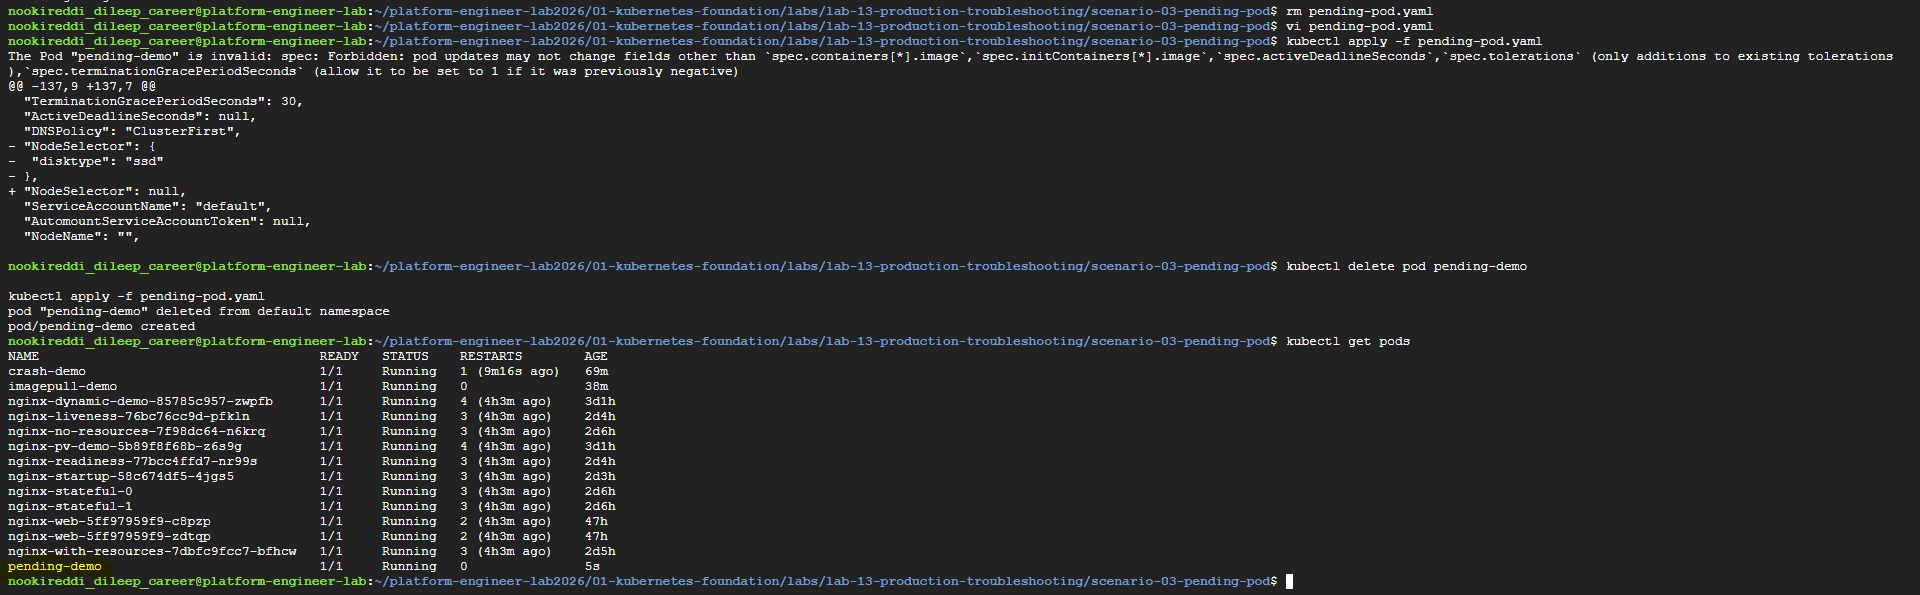 nookireddi_dileep_career@platform-engineer-lab:~/platform-engineer-lab2026/01-kubernetes-foundation/labs/lab-13-production-troubleshooting/scenario-03-pending-pod$ rm pending-pod.yaml
nookireddi_dileep_career@platform-engineer-lab:~/platform-engineer-lab2026/01-kubernetes-foundation/labs/lab-13-production-troubleshooting/scenario-03-pending-pod$ vi pending-pod.yaml
nookireddi_dileep_career@platform-engineer-lab:~/platform-engineer-lab2026/01-kubernetes-foundation/labs/lab-13-production-troubleshooting/scenario-03-pending-pod$ kubectl apply -f pending-pod.yaml
The Pod "pending-demo" is invalid: spec: Forbidden: pod updates may not change fields other than `spec.containers[*].image`,`spec.initContainers[*].image`,`spec.activeDeadlineSeconds`,`spec.tolerations` (only additions to existing tolerations
),`spec.terminationGracePeriodSeconds` (allow it to be set to 1 if it was previously negative)
@@ -137,9 +137,7 @@
  "TerminationGracePeriodSeconds": 30,
  "ActiveDeadlineSeconds": null,
  "DNSPolicy": "ClusterFirst",
- "NodeSelector": {
-  "disktype": "ssd"
- },
+ "NodeSelector": null,
  "ServiceAccountName": "default",
  "AutomountServiceAccountToken": null,
  "NodeName": "",
nookireddi_dileep_career@platform-engineer-lab:~/platform-engineer-lab2026/01-kubernetes-foundation/labs/lab-13-production-troubleshooting/scenario-03-pending-pod$ kubectl delete pod pending-demo
kubectl apply -f pending-pod.yaml
pod "pending-demo" deleted from default namespace
pod/pending-demo created
nookireddi_dileep_career@platform-engineer-lab:~/platform-engineer-lab2026/01-kubernetes-foundation/labs/lab-13-production-troubleshooting/scenario-03-pending-pod$ kubectl get pods
NAME                                    READY   STATUS    RESTARTS        AGE
crash-demo                              1/1     Running   1 (9m16s ago)   69m
imagepull-demo                          1/1     Running   0               38m
nginx-dynamic-demo-85785c957-zwpfb      1/1     Running   4 (4h3m ago)    3d1h
nginx-liveness-76bc76cc9d-pfkln         1/1     Running   3 (4h3m ago)    2d4h
nginx-no-resources-7f98dc64-n6krq       1/1     Running   3 (4h3m ago)    2d6h
nginx-pv-demo-5b89f8f68b-z6s9g          1/1     Running   4 (4h3m ago)    3d1h
nginx-readiness-77bcc4ffd7-nr99s        1/1     Running   3 (4h3m ago)    2d4h
nginx-startup-58c674df5-4jgs5           1/1     Running   3 (4h3m ago)    2d3h
nginx-stateful-0                        1/1     Running   3 (4h3m ago)    2d6h
nginx-stateful-1                        1/1     Running   3 (4h3m ago)    2d6h
nginx-web-5ff97959f9-c8pzp              1/1     Running   2 (4h3m ago)    47h
nginx-web-5ff97959f9-zdtqp              1/1     Running   2 (4h3m ago)    47h
nginx-with-resources-7dbfc9fcc7-bfhcw   1/1     Running   3 (4h3m ago)    2d5h
pending-demo                            1/1     Running   0               5s
nookireddi_dileep_career@platform-engineer-lab:~/platform-engineer-lab2026/01-kubernetes-foundation/labs/lab-13-production-troubleshooting/scenario-03-pending-pod$